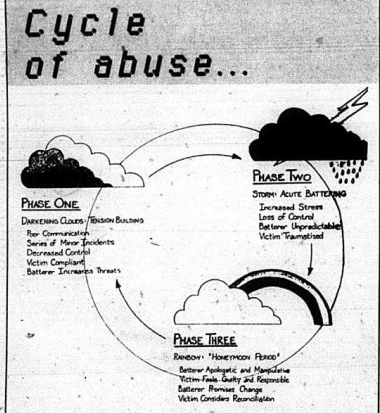 Cycle
of abuse...
PHASE ONE
DARKENING CLOUDS: TENSION BUILDING
Poor Communication
Series of Minor Incidents
Decreased Control
Victim Compliant
Batterer Increases Threats
PHASE TWO
STORM: ACUTE BATTERING
Increased Stress
Loss of Control
Batterer Unpredictable
Victim Traumatised
PHASE THREE
RAINBOW: "HONEYMOON PERIOD"
Batterer Apologetic and Manipulative
Victim Feels Guilty and Responsible
Batterer Promises Change
Victim Considers Reconciliation